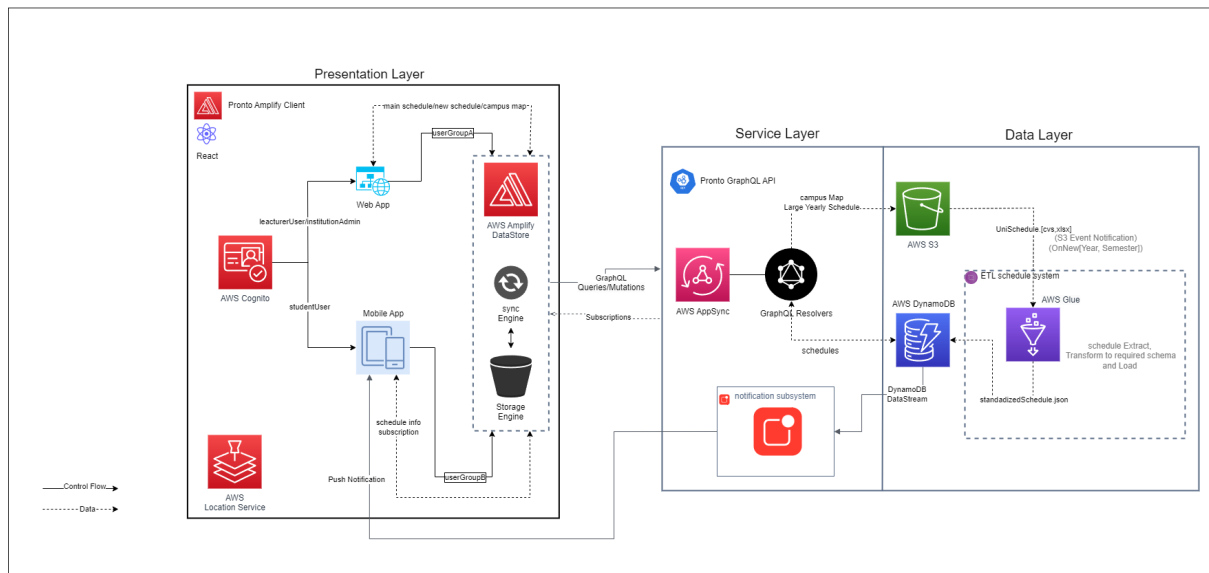 Presentation Layer
Pronto Amplify Client
React
main schedule/new schedule/campus map
userGroupA
Web App
leacturerUser/institutionAdmin
AWS Amplify
DataStore
AWS Cognito
studentUser
Mobile App
sync
Engine
Storage
Engine
schedule info
subscription
userGroupB
Push Notification
AWS
Location Service
Control Flow
Data
GraphQL
Queries/Mutations
Subscriptions
Service Layer
Pronto GraphQL API
campus Map
Large Yearly Schedule
AWS AppSync
GraphQL Resolvers
schedules
notification subsystem
Data Layer
AWS S3
UniSchedule.[cvs,xlsx]
(S3 Event Notification)
(OnNew[Year, Semester])
ETL schedule system
AWS DynamoDB
AWS Glue
schedule Extract,
Transform to required schema
and Load
standadizedSchedule.json
DynamoDB
DataStream